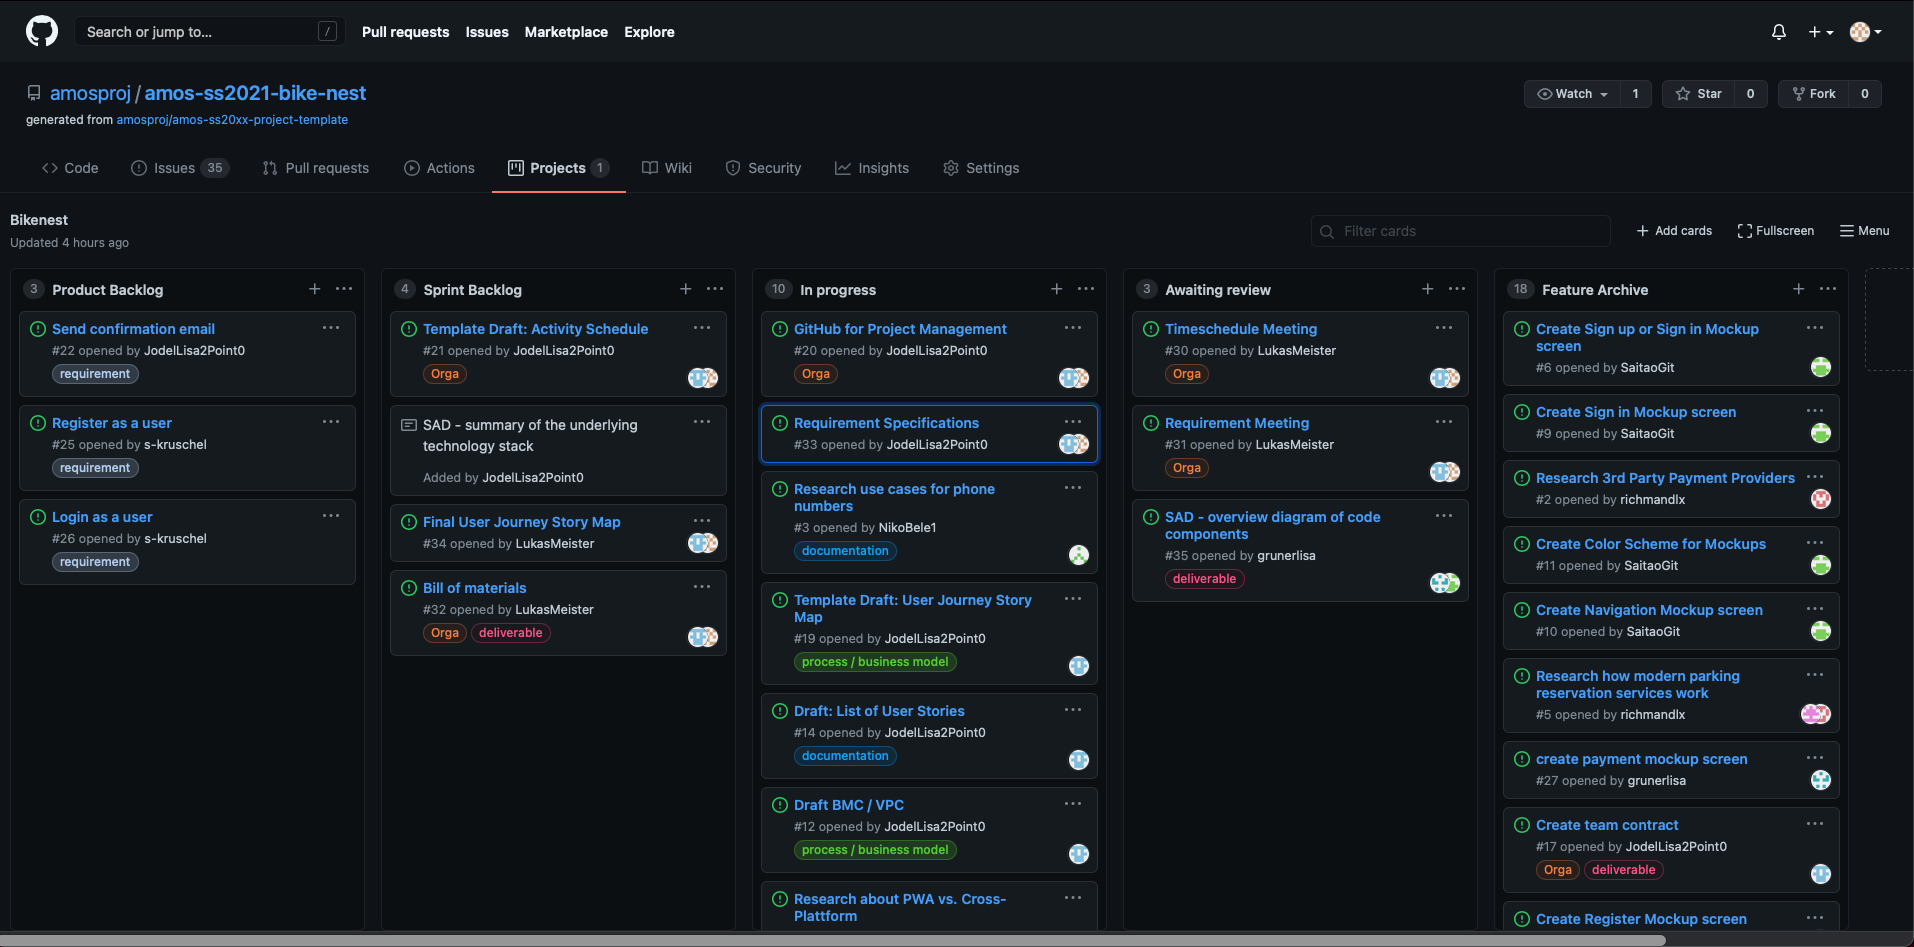 Search or jump to... /
Pull requests Issues Marketplace Explore
amosproj / amos-ss2021-bike-nest
generated from amosproj/amos-ss20xx-project-template
Watch 1 Star 0 Fork 0
Code Issues 35 Pull requests Actions Projects 1 Wiki Security Insights Settings
Bikenest
Updated 4 hours ago
Filter cards
Add cards Fullscreen Menu
3 Product Backlog
Send confirmation email
#22 opened by JodelLisa2Point0
requirement
Register as a user
#25 opened by s-kruschel
requirement
Login as a user
#26 opened by s-kruschel
requirement
4 Sprint Backlog
Template Draft: Activity Schedule
#21 opened by JodelLisa2Point0
Orga
SAD - summary of the underlying
technology stack
Added by JodelLisa2Point0
Final User Journey Story Map
#34 opened by LukasMeister
Bill of materials
#32 opened by LukasMeister
Orga deliverable
10 In progress
GitHub for Project Management
#20 opened by JodelLisa2Point0
Orga
Requirement Specifications
#33 opened by JodelLisa2Point0
Research use cases for phone
numbers
#3 opened by NikoBele1
documentation
Template Draft: User Journey Story
Map
#19 opened by JodelLisa2Point0
process / business model
Draft: List of User Stories
#14 opened by JodelLisa2Point0
documentation
Draft BMC / VPC
#12 opened by JodelLisa2Point0
process / business model
Research about PWA vs. Cross-
Plattform
3 Awaiting review
Timeschedule Meeting
#30 opened by LukasMeister
Orga
Requirement Meeting
#31 opened by LukasMeister
Orga
SAD - overview diagram of code
components
#35 opened by grunerlisa
deliverable
18 Feature Archive
Create Sign up or Sign in Mockup
screen
#6 opened by SaitaoGit
Create Sign in Mockup screen
#9 opened by SaitaoGit
Research 3rd Party Payment Providers
#2 opened by richmandlx
Create Color Scheme for Mockups
#11 opened by SaitaoGit
Create Navigation Mockup screen
#10 opened by SaitaoGit
Research how modern parking
reservation services work
#5 opened by richmandlx
create payment mockup screen
#27 opened by grunerlisa
Create team contract
#17 opened by JodelLisa2Point0
Orga deliverable
Create Register Mockup screen